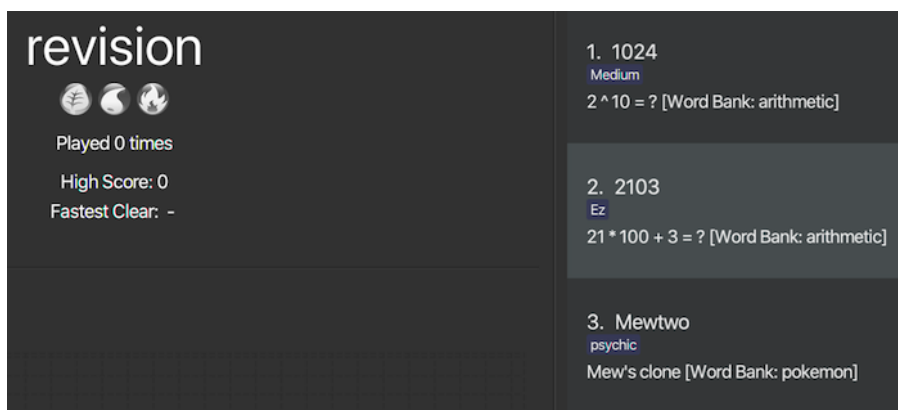 revision
Played 0 times
High Score: 0
Fastest Clear: -
1. 1024
Medium
2 ^ 10 = ? [Word Bank: arithmetic]
2. 2103
Ez
21 * 100 + 3 = ? [Word Bank: arithmetic]
3. Mewtwo
psychic
Mew's clone [Word Bank: pokemon]